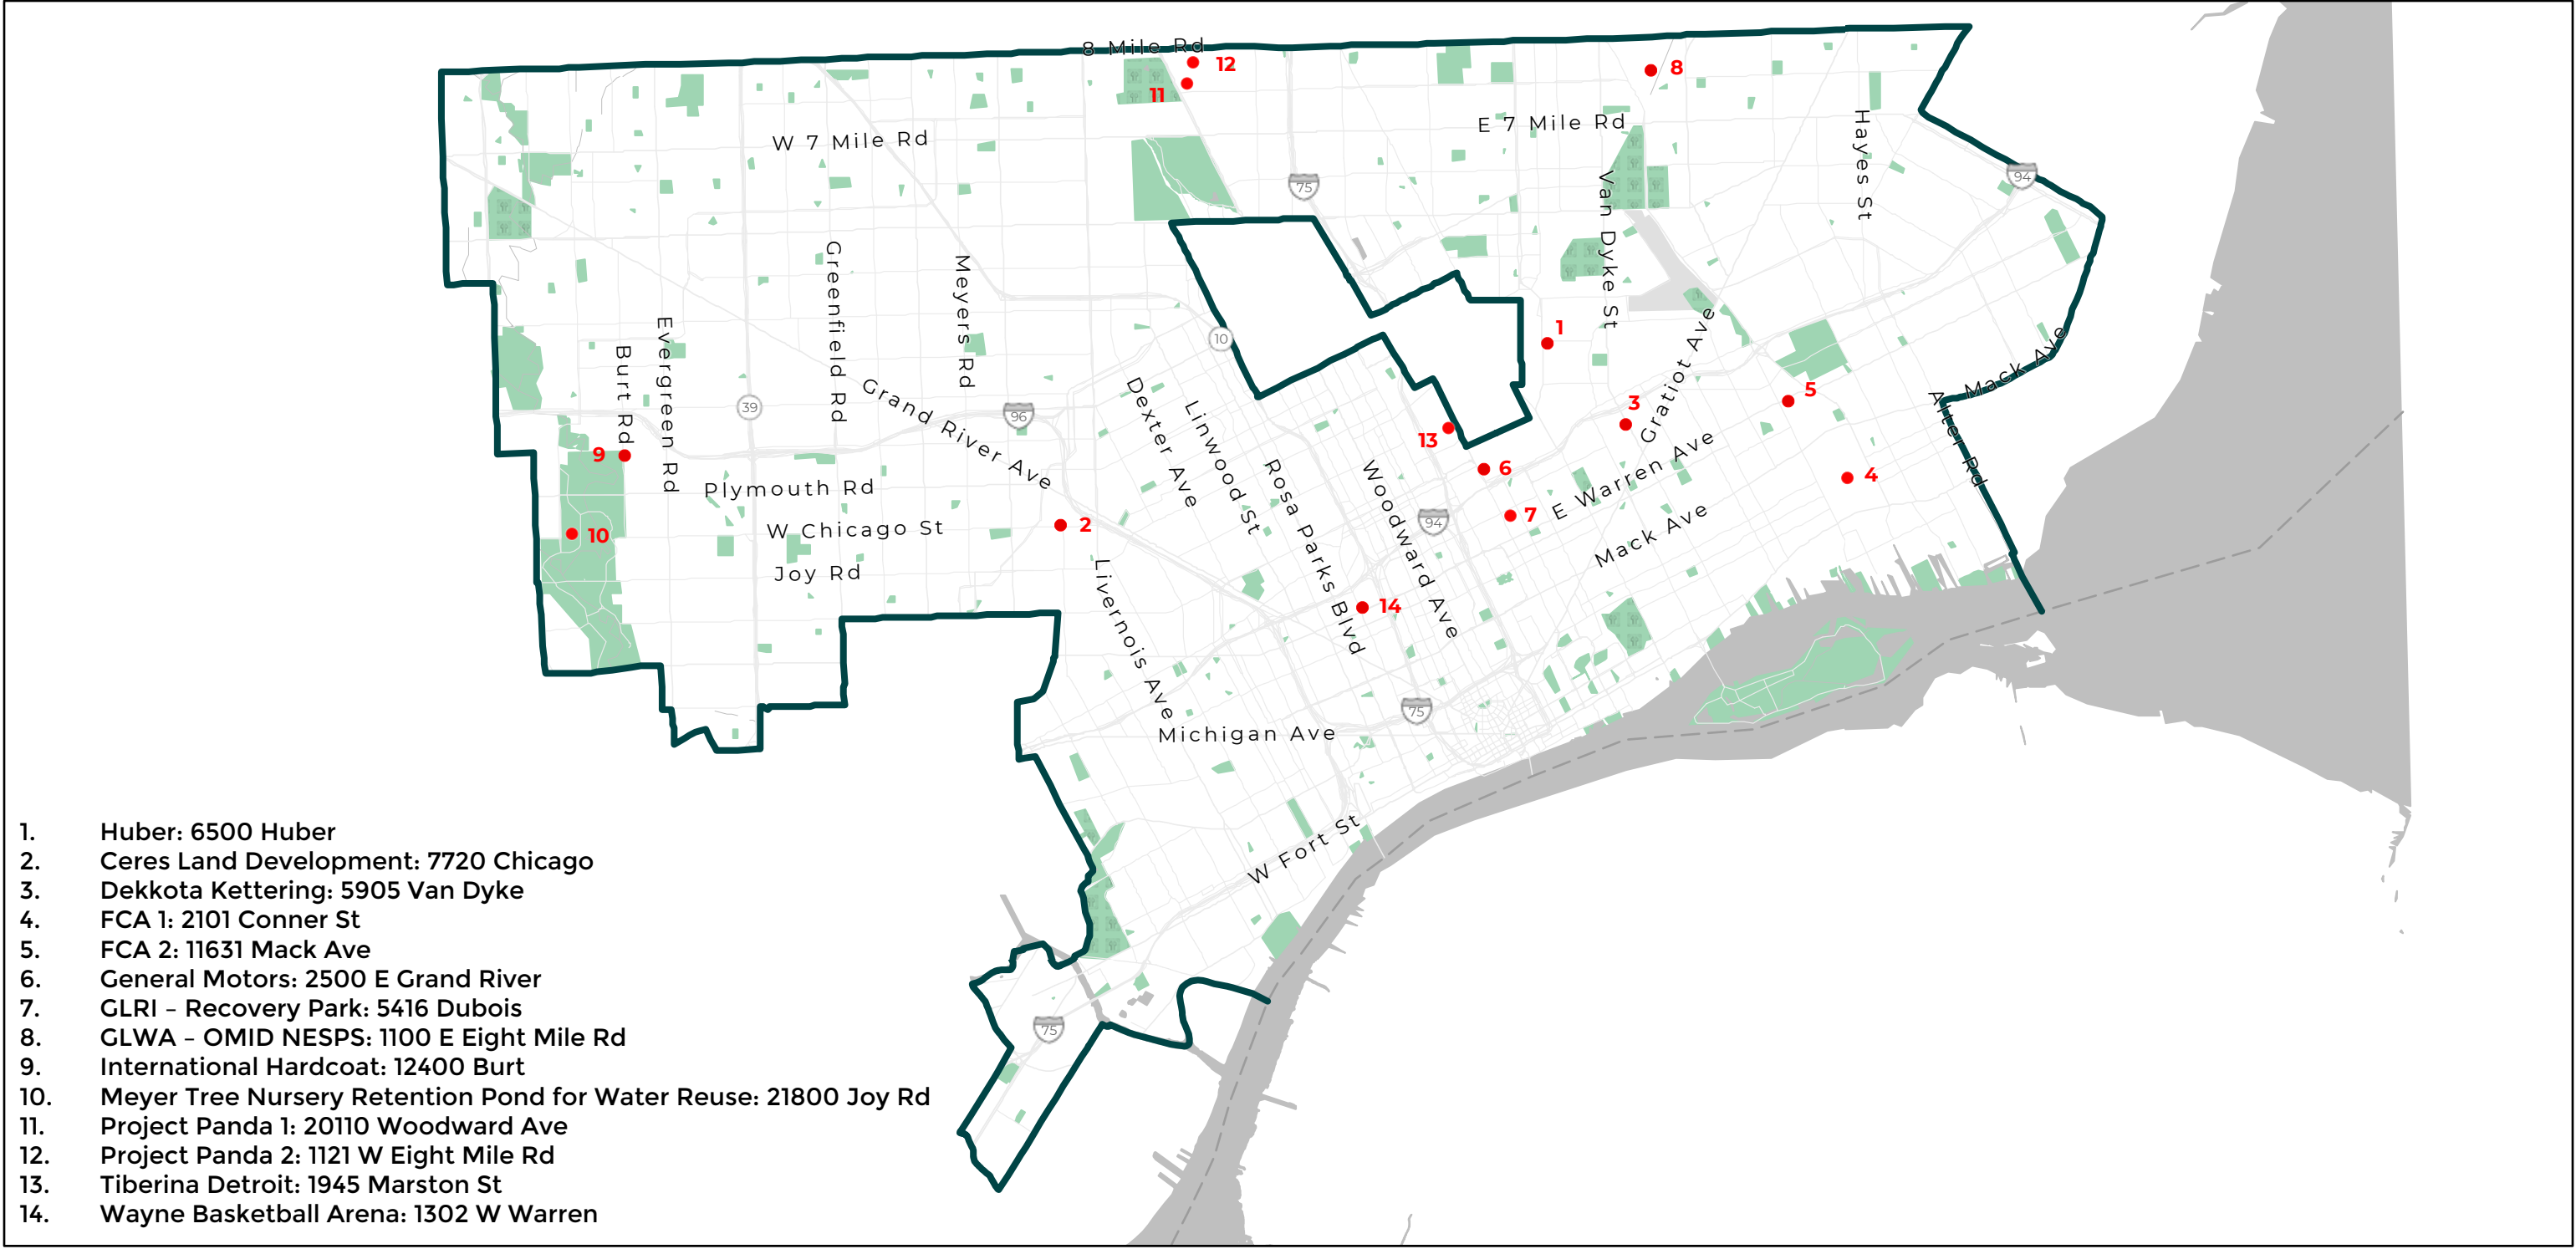 8 Mile Rd
12
8
11
W 7 Mile Rd
E 7 Mile Rd
Hayes St
75
94
Van Dyke St
Greenfield Rd
Meyers Rd
10
1
Gratiot Ave
Burt Rd
Evergreen Rd
39
Grand River Ave
96
Dexter Ave
Linwood St
3
5
Mack Ave
Alter Rd
9
13
6
4
Plymouth Rd
Rosa Parks Blvd
Woodward Ave
E Warren Ave
10
W Chicago St
2
94
7
Mack Ave
Joy Rd
Livernois Ave
14
75
Michigan Ave
W Fort St
75
1. Huber: 6500 Huber
2. Ceres Land Development: 7720 Chicago
3. Dekkota Kettering: 5905 Van Dyke
4. FCA 1: 2101 Conner St
5. FCA 2: 11631 Mack Ave
6. General Motors: 2500 E Grand River
7. GLRI – Recovery Park: 5416 Dubois
8. GLWA – OMID NESPS: 1100 E Eight Mile Rd
9. International Hardcoat: 12400 Burt
10. Meyer Tree Nursery Retention Pond for Water Reuse: 21800 Joy Rd
11. Project Panda 1: 20110 Woodward Ave
12. Project Panda 2: 1121 W Eight Mile Rd
13. Tiberina Detroit: 1945 Marston St
14. Wayne Basketball Arena: 1302 W Warren